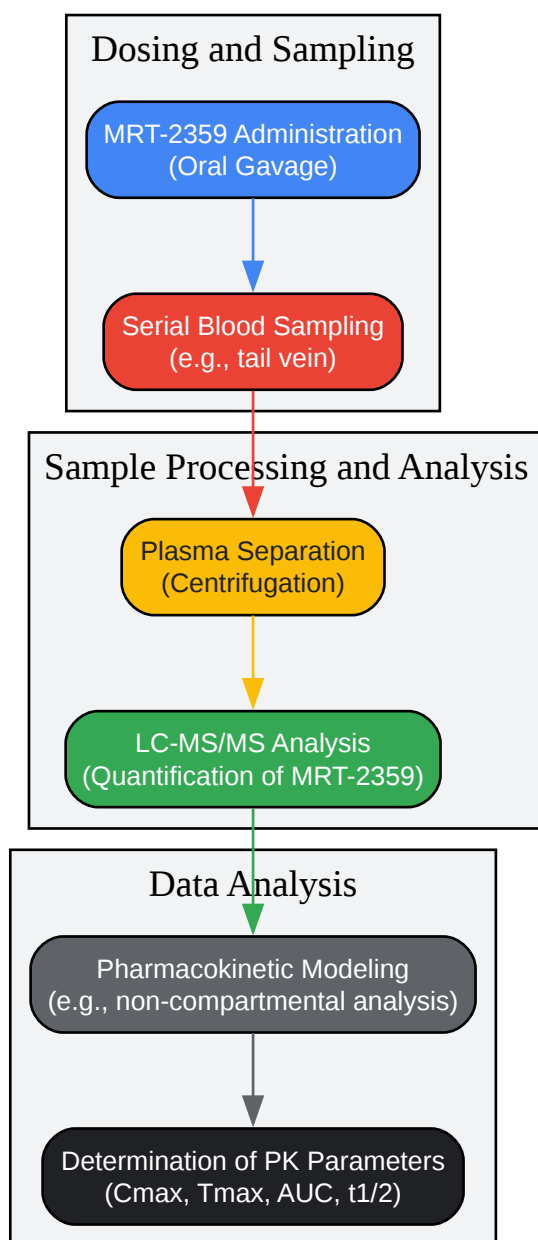 Dosing and Sampling
MRT-2359 Administration
(Oral Gavage)
Serial Blood Sampling
(e.g., tail vein)
Sample Processing and Analysis
Plasma Separation
(Centrifugation)
LC-MS/MS Analysis
(Quantification of MRT-2359)
Data Analysis
Pharmacokinetic Modeling
(e.g., non-compartmental analysis)
Determination of PK Parameters
(Cmax, Tmax, AUC, t1/2)